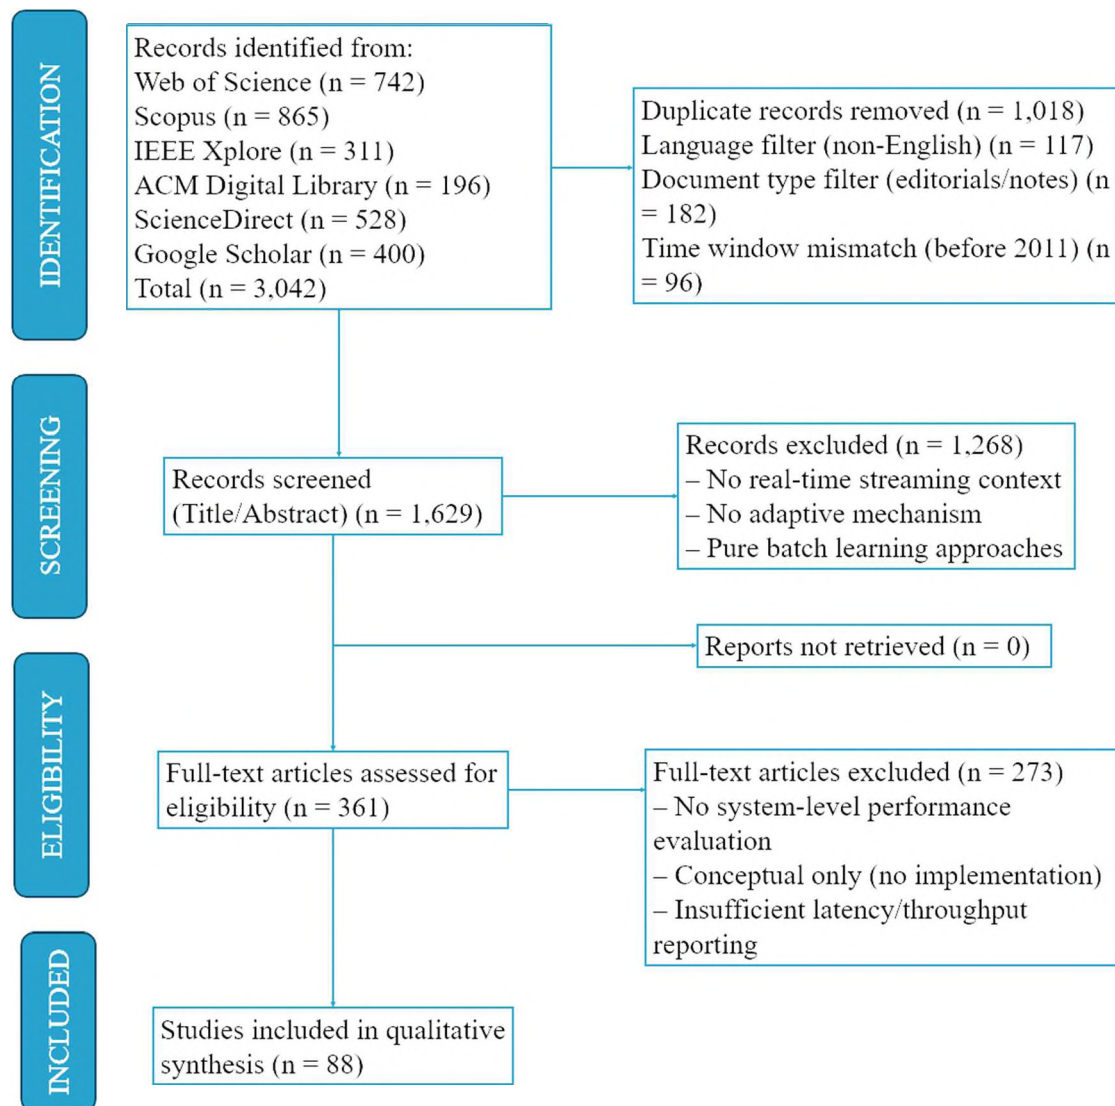 IDENTIFICATION
Records identified from:
Web of Science (n = 742)
Scopus (n = 865)
IEEE Xplore (n = 311)
ACM Digital Library (n = 196)
ScienceDirect (n = 528)
Google Scholar (n = 400)
Total (n = 3,042)
Duplicate records removed (n = 1,018)
Language filter (non-English) (n = 117)
Document type filter (editorials/notes) (n
= 182)
Time window mismatch (before 2011) (n
= 96)
SCREENING
Records screened
(Title/Abstract) (n = 1,629)
Records excluded (n = 1,268)
– No real-time streaming context
– No adaptive mechanism
– Pure batch learning approaches
Reports not retrieved (n = 0)
ELIGIBILITY
Full-text articles assessed for
eligibility (n = 361)
Full-text articles excluded (n = 273)
– No system-level performance
evaluation
– Conceptual only (no implementation)
– Insufficient latency/throughput
reporting
INCLUDED
Studies included in qualitative
synthesis (n = 88)